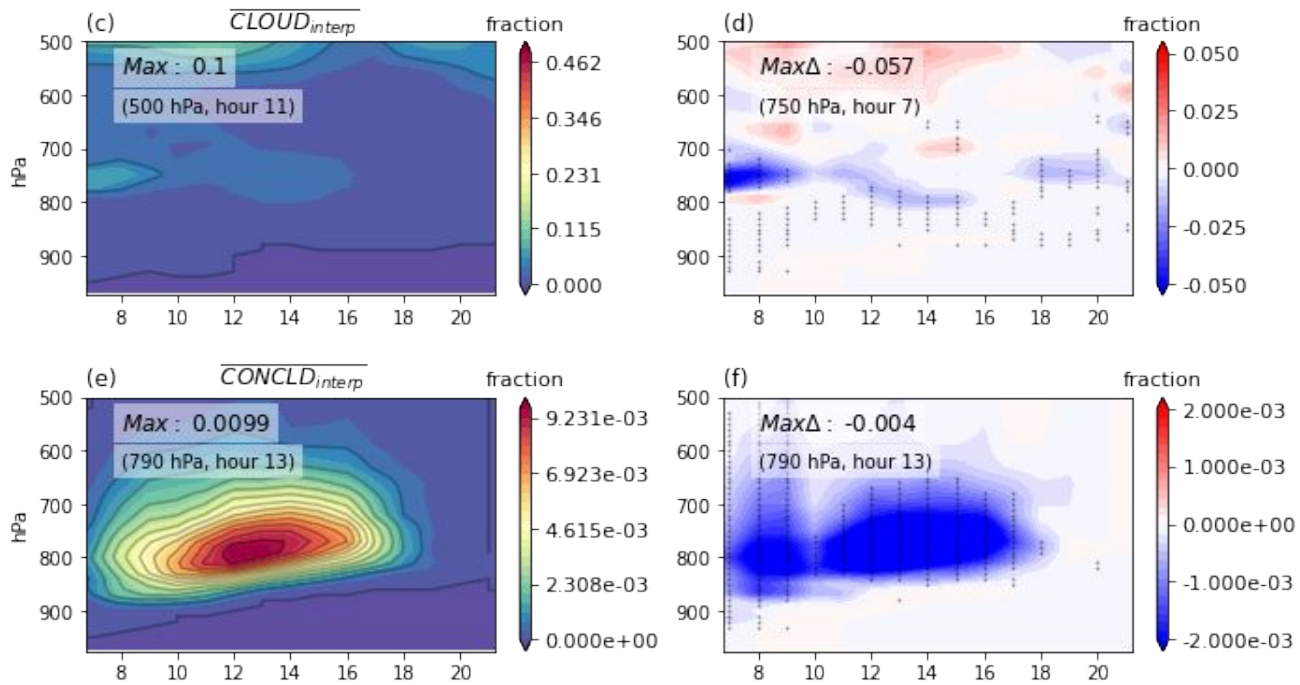 (c) CLOUD_interp fraction
500
600
700
800
900
hPa
Max : 0.1
(500 hPa, hour 11)
8 10 12 14 16 18 20
0.462
0.346
0.231
0.115
0.000
(d) fraction
500
600
700
800
900
MaxΔ : -0.057
(750 hPa, hour 7)
8 10 12 14 16 18 20
0.050
0.025
0.000
-0.025
-0.050
(e) CONCLD_interp fraction
500
600
700
800
900
hPa
Max : 0.0099
(790 hPa, hour 13)
8 10 12 14 16 18 20
9.231e-03
6.923e-03
4.615e-03
2.308e-03
0.000e+00
(f) fraction
500
600
700
800
900
MaxΔ : -0.004
(790 hPa, hour 13)
8 10 12 14 16 18 20
2.000e-03
1.000e-03
0.000e+00
-1.000e-03
-2.000e-03